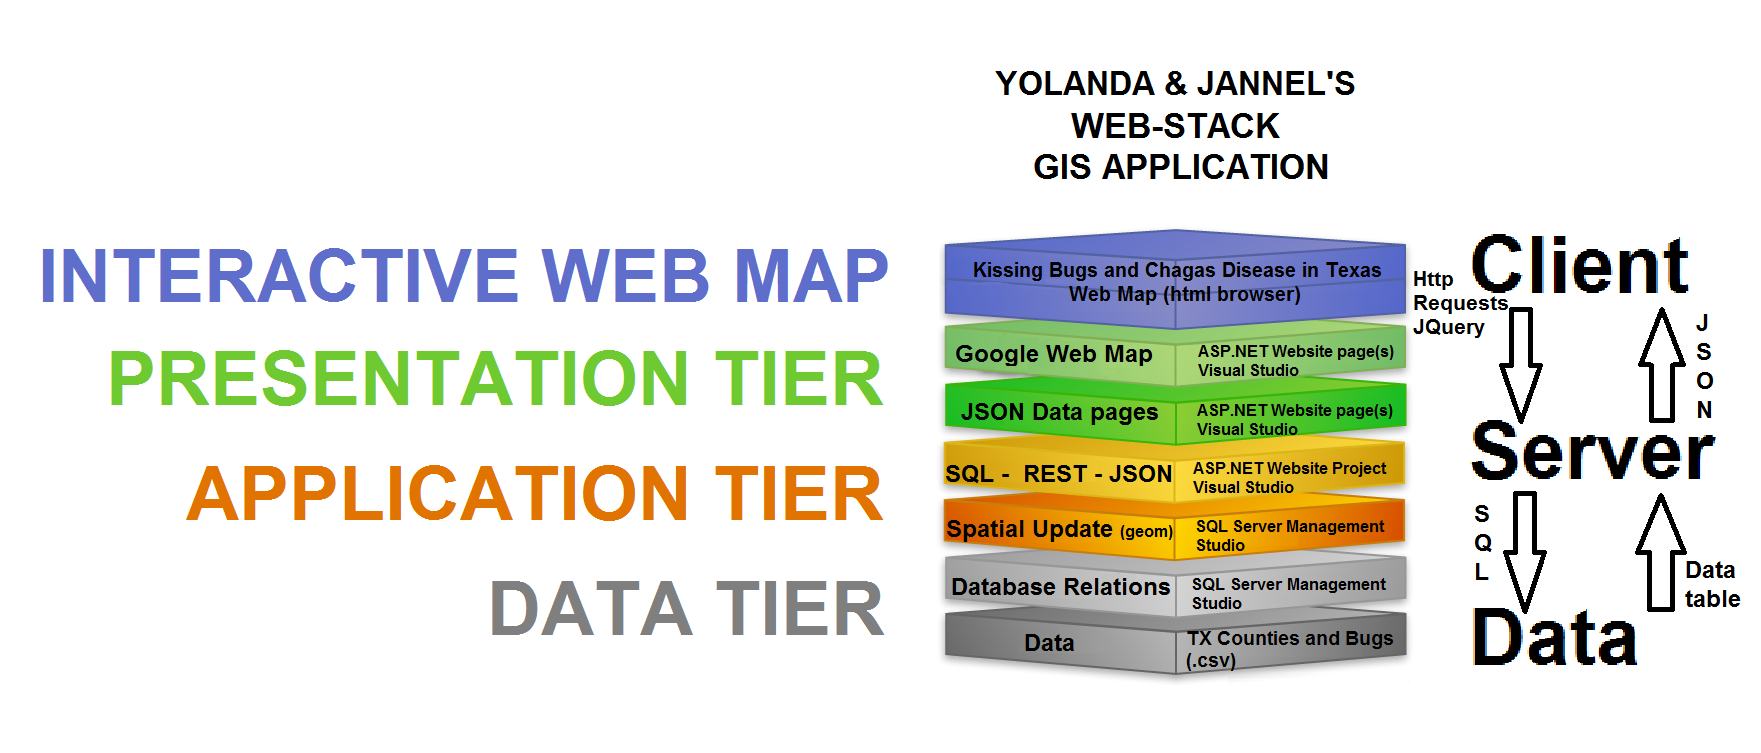 YOLANDA & JANNEL'S
WEB-STACK
GIS APPLICATION
INTERACTIVE WEB MAP
PRESENTATION TIER
APPLICATION TIER
DATA TIER
Kissing Bugs and Chagas Disease in Texas
Web Map (html browser)
Google Web Map
ASP.NET Website page(s)
Visual Studio
JSON Data pages
ASP.NET Website page(s)
Visual Studio
SQL - REST - JSON
ASP.NET Website Project
Visual Studio
Spatial Update (geom)
SQL Server Management
Studio
Database Relations
SQL Server Management
Studio
Data
TX Counties and Bugs
(.csv)
Client
Http
Requests
JQuery
J
S
O
N
Server
S
Q
L
Data
table
Data